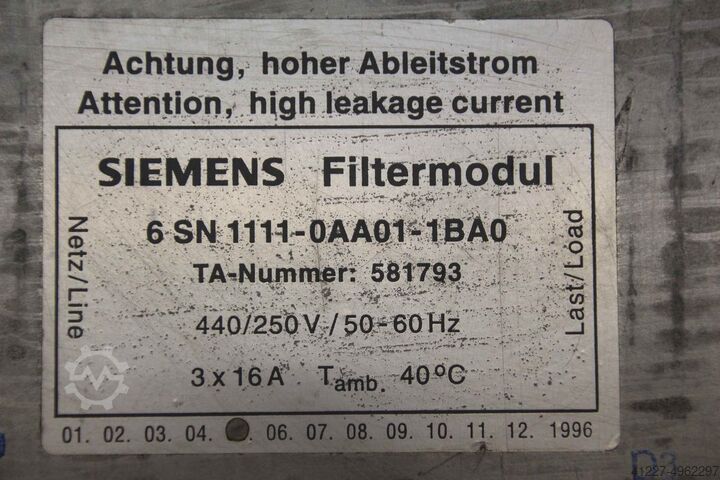 Achtung, hoher Ableitstrom
Attention, high leakage current
SIEMENS Filtermodul
6 SN 1111-0AA01-1BA0
TA-Nummer: 581793
440/250 V / 50-60 Hz
3 x 16 A Tamb. 40°C
Netz/Line
Last/Load
01. 02. 03. 04. 06. 07. 08. 09. 10. 11. 12. 1996
D3
41227-4962297